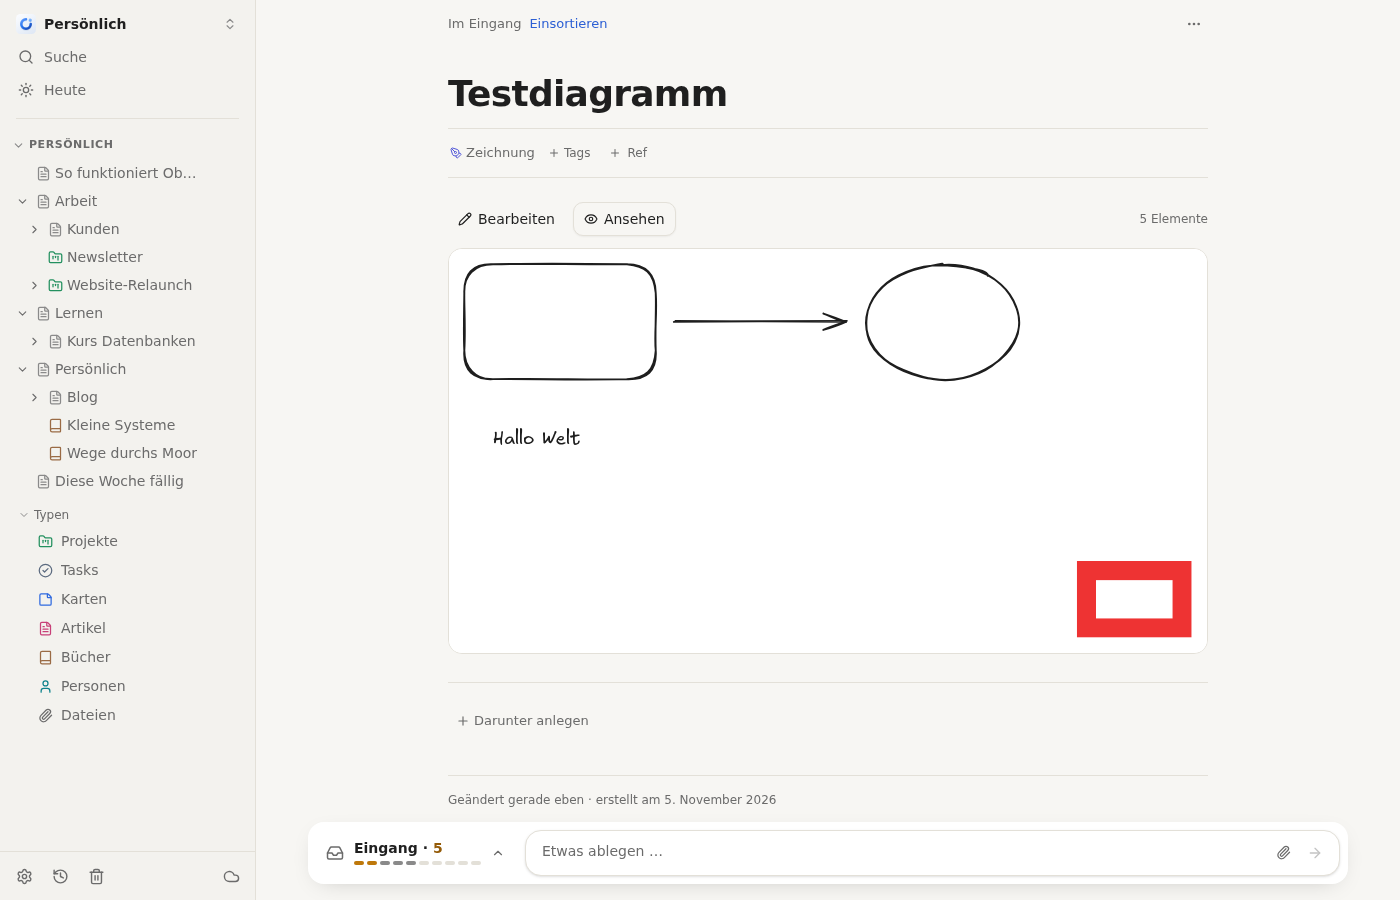 Persönlich
Suche
Heute
PERSÖNLICH
So funktioniert Ob…
Arbeit
Kunden
Newsletter
Website-Relaunch
Lernen
Kurs Datenbanken
Persönlich
Blog
Kleine Systeme
Wege durchs Moor
Diese Woche fällig
Typen
Projekte
Tasks
Karten
Artikel
Bücher
Personen
Dateien
Im Eingang Einsortieren
Testdiagramm
Zeichnung + Tags + Ref
Bearbeiten Ansehen 5 Elemente
Hallo Welt
+ Darunter anlegen
Geändert gerade eben · erstellt am 5. November 2026
Eingang · 5
Etwas ablegen …